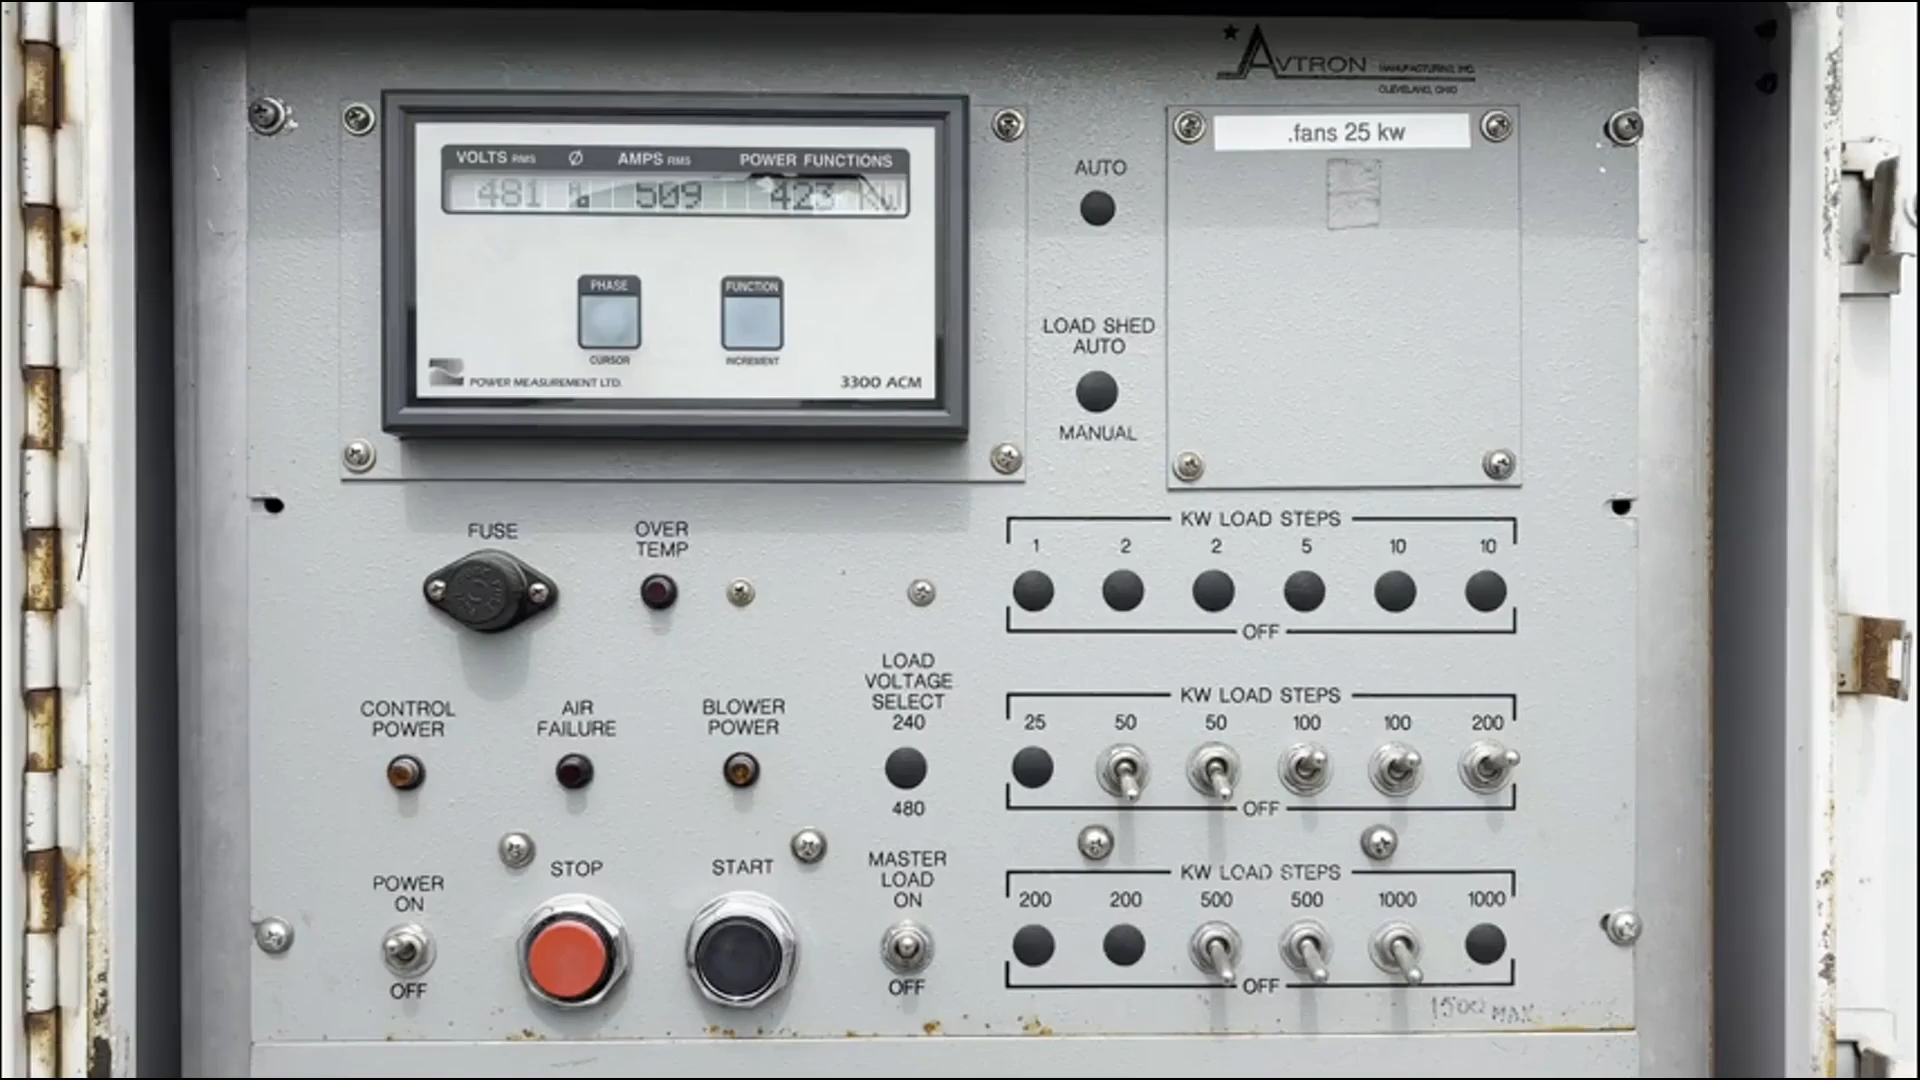 AVTRON MANUFACTURING, INC.
CLEVELAND, OHIO
.fans 25 kw
VOLTS RMS Ø AMPS RMS POWER FUNCTIONS
481 509 423 KW
PHASE FUNCTION
CURSOR INCREMENT
POWER MEASUREMENT LTD. 3300 ACM
AUTO
LOAD SHED
AUTO
MANUAL
FUSE
OVER
TEMP
KW LOAD STEPS
1 2 2 5 10 10
OFF
CONTROL
POWER
AIR
FAILURE
BLOWER
POWER
LOAD
VOLTAGE
SELECT
240
480
KW LOAD STEPS
25 50 50 100 100 200
OFF
POWER
ON
OFF
STOP
START
MASTER
LOAD
ON
OFF
KW LOAD STEPS
200 200 500 500 1000 1000
OFF
1500 MAX